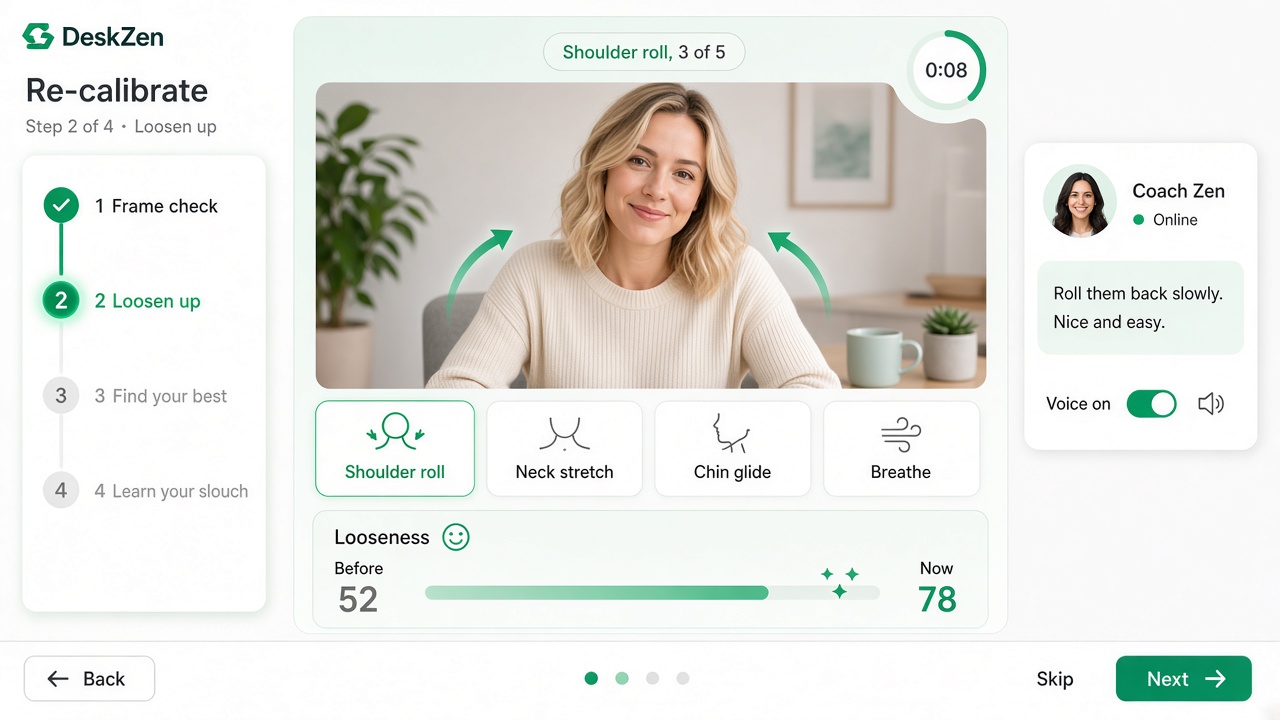 DeskZen
Re-calibrate
Step 2 of 4 • Loosen up
1 Frame check
2
2 Loosen up
3
3 Find your best
4
4 Learn your slouch
Shoulder roll, 3 of 5
0:08
Shoulder roll
Neck stretch
Chin glide
Breathe
Looseness
Before
52
Now
78
Coach Zen
Online
Roll them back slowly.
Nice and easy.
Voice on
Back
Skip
Next